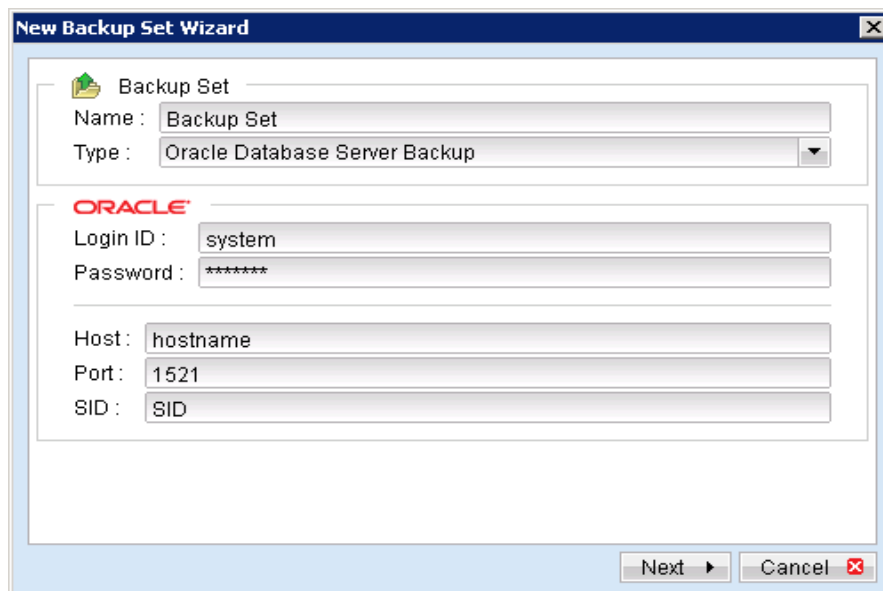 New Backup Set Wizard
Backup Set
Name : Backup Set
Type : Oracle Database Server Backup
ORACLE
Login ID : system
Password : *******
Host : hostname
Port : 1521
SID : SID
Next
Cancel